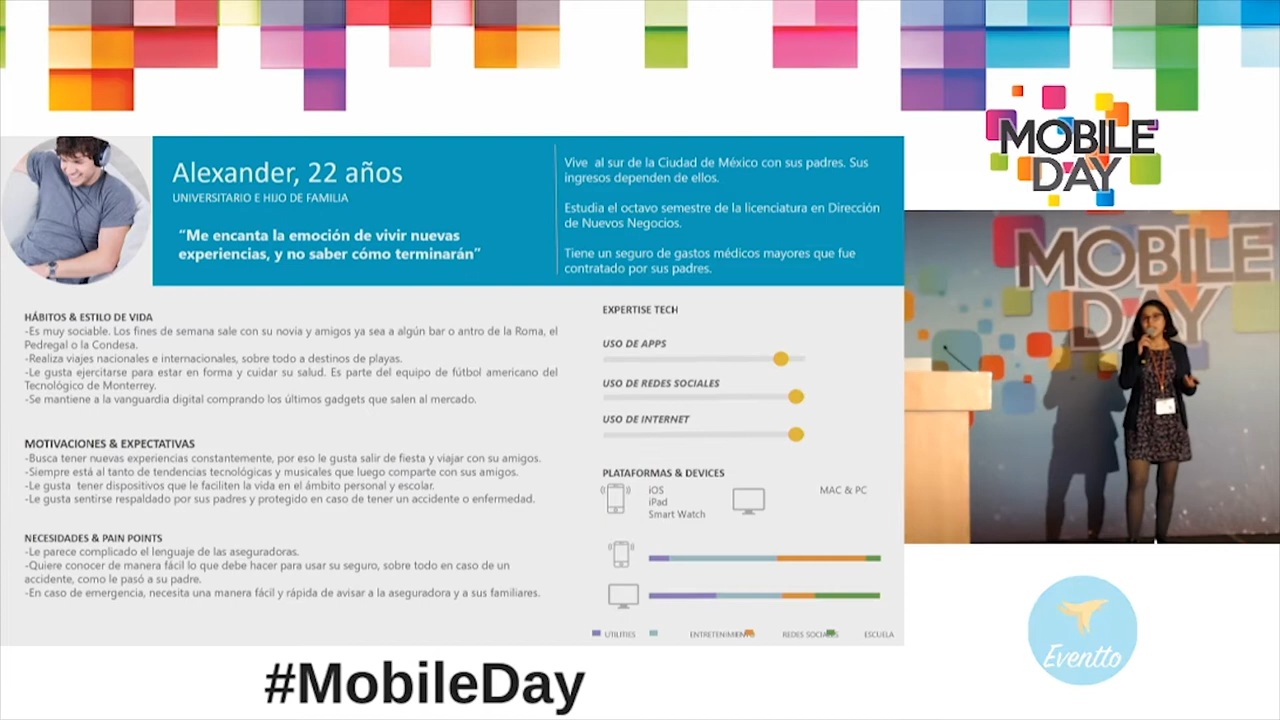 MOBILE
DAY
Alexander, 22 años
UNIVERSITARIO E HIJO DE FAMILIA
“Me encanta la emoción de vivir nuevas
experiencias, y no saber cómo terminarán”
Vive al sur de la Ciudad de México con sus padres. Sus
ingresos dependen de ellos.
Estudia el octavo semestre de la licenciatura en Dirección
de Nuevos Negocios.
Tiene un seguro de gastos médicos mayores que fue
contratado por sus padres.
HÁBITOS & ESTILO DE VIDA
-Es muy sociable. Los fines de semana sale con su novia y amigos ya sea a algún bar o antro de la Roma, el
Pedregal o la Condesa.
-Realiza viajes nacionales e internacionales, sobre todo a destinos de playas.
-Le gusta ejercitarse para estar en forma y cuidar su salud. Es parte del equipo de fútbol americano del
Tecnológico de Monterrey.
-Se mantiene a la vanguardia digital comprando los últimos gadgets que salen al mercado.
MOTIVACIONES & EXPECTATIVAS
-Busca tener nuevas experiencias constantemente, por eso le gusta salir de fiesta y viajar con su amigos.
-Siempre está al tanto de tendencias tecnológicas y musicales que luego comparte con sus amigos.
-Le gusta tener dispositivos que le faciliten la vida en el ámbito personal y escolar.
-Le gusta sentirse respaldado por sus padres y protegido en caso de tener un accidente o enfermedad.
NECESIDADES & PAIN POINTS
-Le parece complicado el lenguaje de las aseguradoras.
-Quiere conocer de manera fácil lo que debe hacer para usar su seguro, sobre todo en caso de un
accidente, como le pasó a su padre.
-En caso de emergencia, necesita una manera fácil y rápida de avisar a la aseguradora y a sus familiares.
EXPERTISE TECH
USO DE APPS
USO DE REDES SOCIALES
USO DE INTERNET
PLATAFORMAS & DEVICES
iOS
iPad
Smart Watch
MAC & PC
UTILITIES
ENTRETENIMIENTO
REDES SOCIALES
ESCUELA
MOBILE
DAY
Eventto
#MobileDay